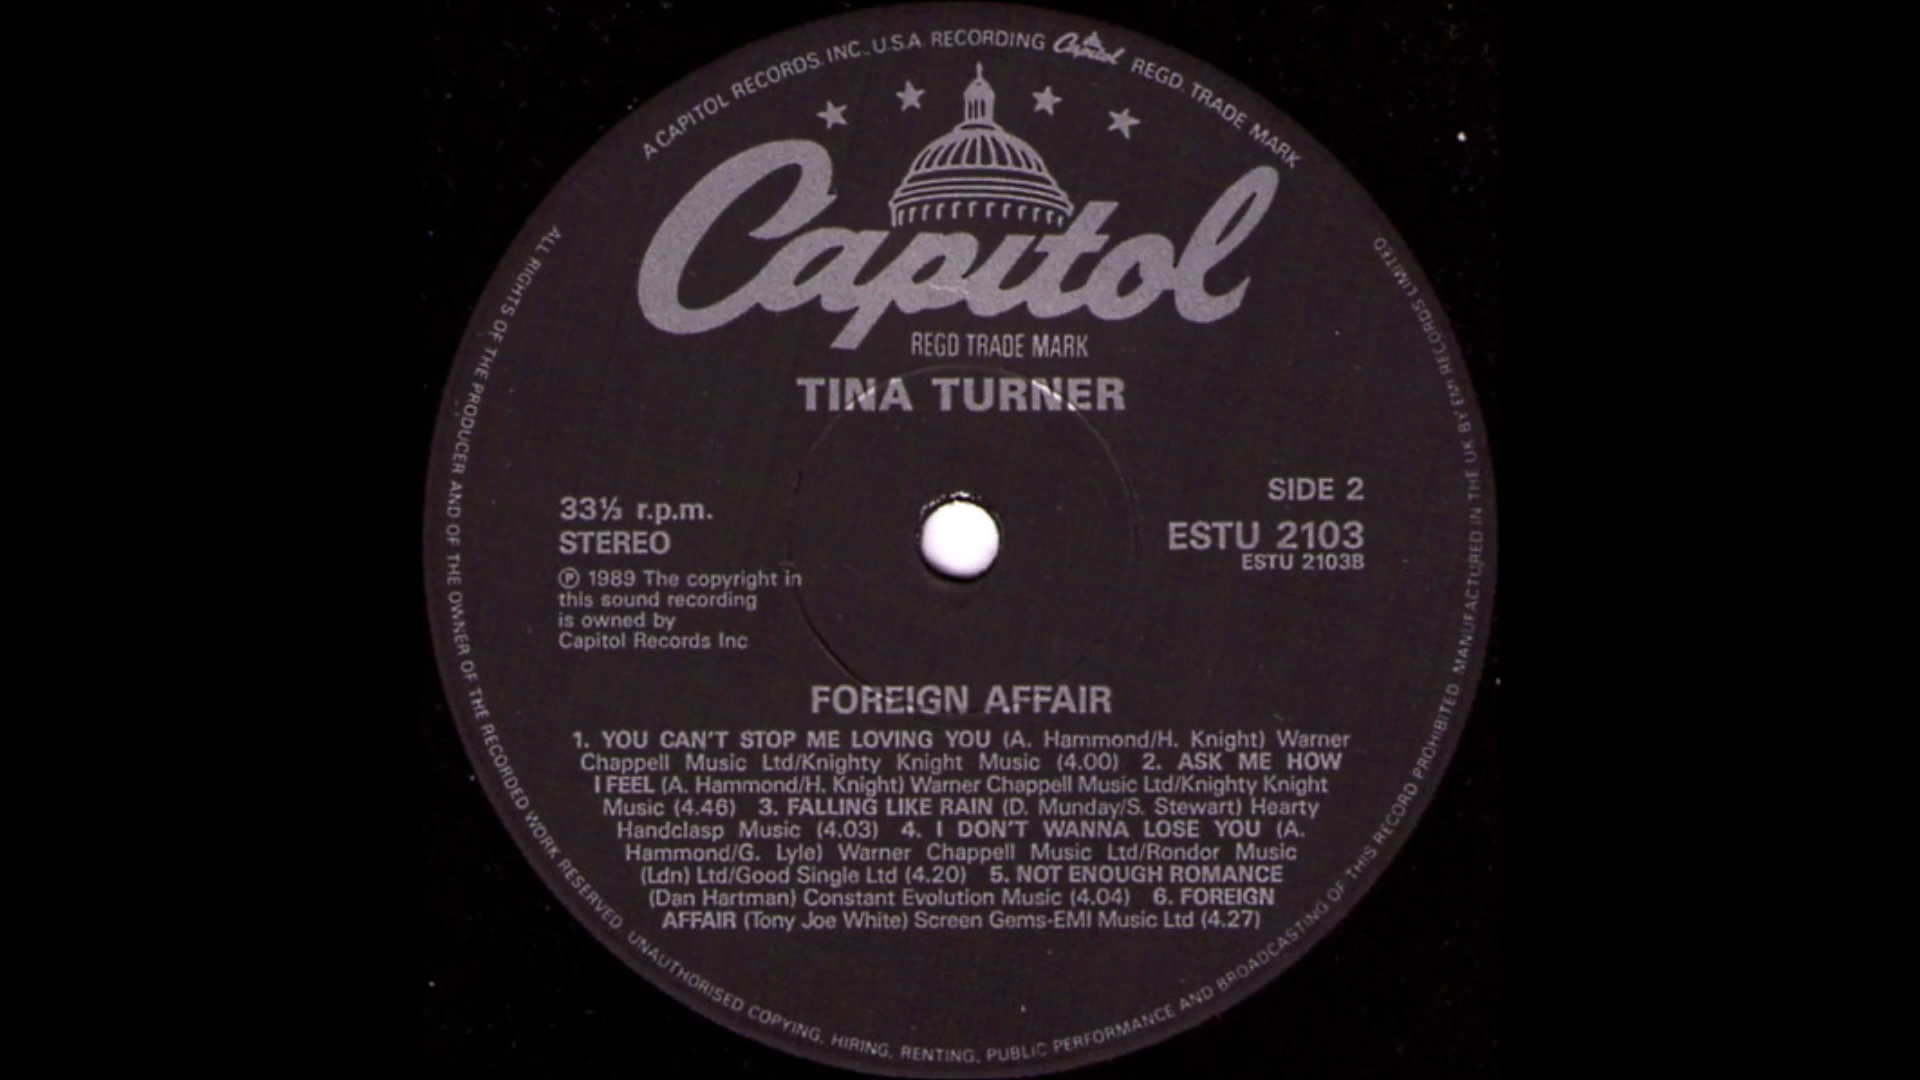 A CAPITOL RECORDS. INC. U.S.A. RECORDING Capitol REGD. TRADE MARK
Capitol
REGD TRADE MARK
TINA TURNER
33⅓ r.p.m.
STEREO
℗ 1989 The copyright in
this sound recording
is owned by
Capitol Records Inc
SIDE 2
ESTU 2103
ESTU 2103B
FOREIGN AFFAIR
1. YOU CAN'T STOP ME LOVING YOU (A. Hammond/H. Knight) Warner
Chappell Music Ltd/Knighty Knight Music (4.00) 2. ASK ME HOW
I FEEL (A. Hammond/H. Knight) Warner Chappell Music Ltd/Knighty Knight
Music (4.46) 3. FALLING LIKE RAIN (D. Munday/S. Stewart) Hearty
Handclasp Music (4.03) 4. I DON'T WANNA LOSE YOU (A.
Hammond/G. Lyle) Warner Chappell Music Ltd/Rondor Music
(Ldn) Ltd/Good Single Ltd (4.20) 5. NOT ENOUGH ROMANCE
(Dan Hartman) Constant Evolution Music (4.04) 6. FOREIGN
AFFAIR (Tony Joe White) Screen Gems-EMI Music Ltd (4.27)
ALL RIGHTS OF THE PRODUCER AND OF THE OWNER OF THE RECORDED WORK RESERVED. UNAUTHORISED COPYING, HIRING, RENTING, PUBLIC PERFORMANCE AND BROADCASTING OF THIS RECORD PROHIBITED. MANUFACTURED IN THE UK BY EMI RECORDS LIMITED